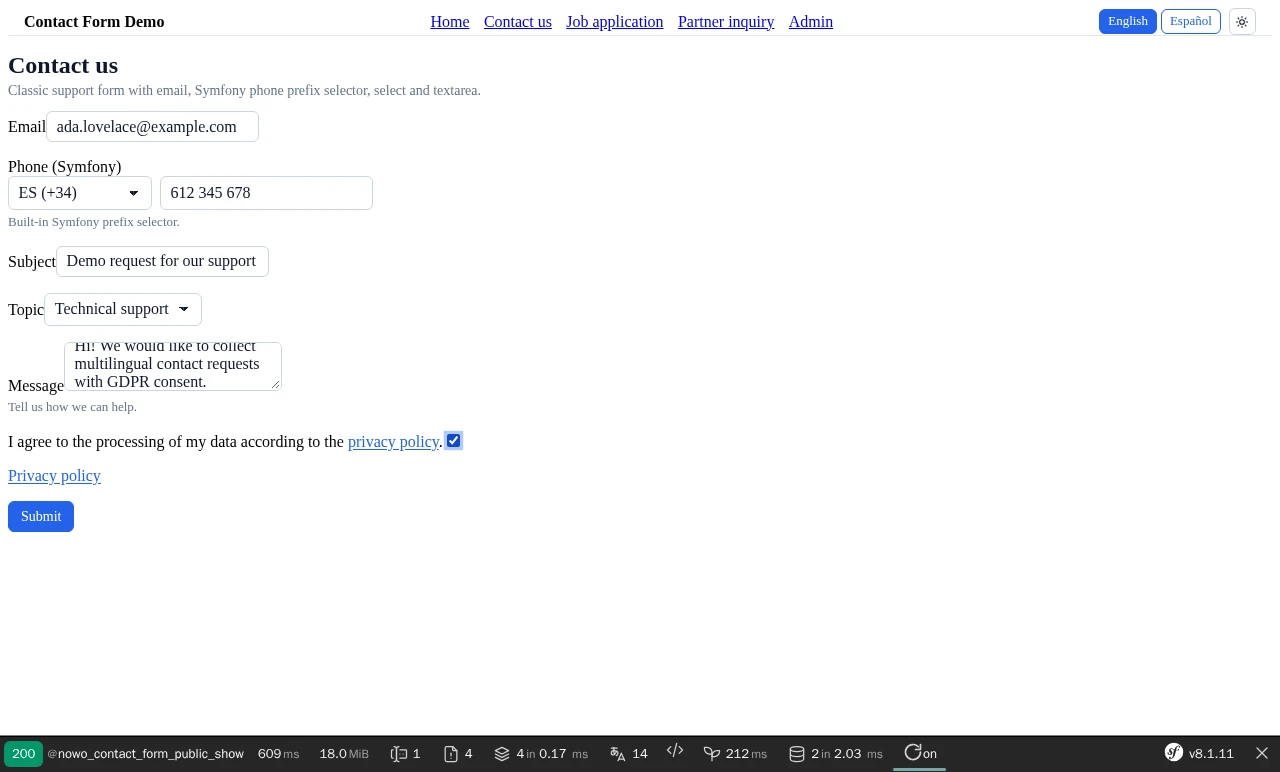 Contact Form Demo Home Contact us Job application Partner inquiry Admin English Español
Contact us
Classic support form with email, Symfony phone prefix selector, select and textarea.
Email ada.lovelace@example.com
Phone (Symfony)
ES (+34) 612 345 678
Built-in Symfony prefix selector.
Subject Demo request for our support
Topic Technical support
Hi! We would like to collect
multilingual contact requests
Message with GDPR consent.
Tell us how we can help.
I agree to the processing of my data according to the privacy policy.
Privacy policy
Submit
200 @nowo_contact_form_public_show 609 ms 18.0 MiB 1 4 4 in 0.17 ms 14 </> 212 ms 2 in 2.03 ms on sf v8.1.11